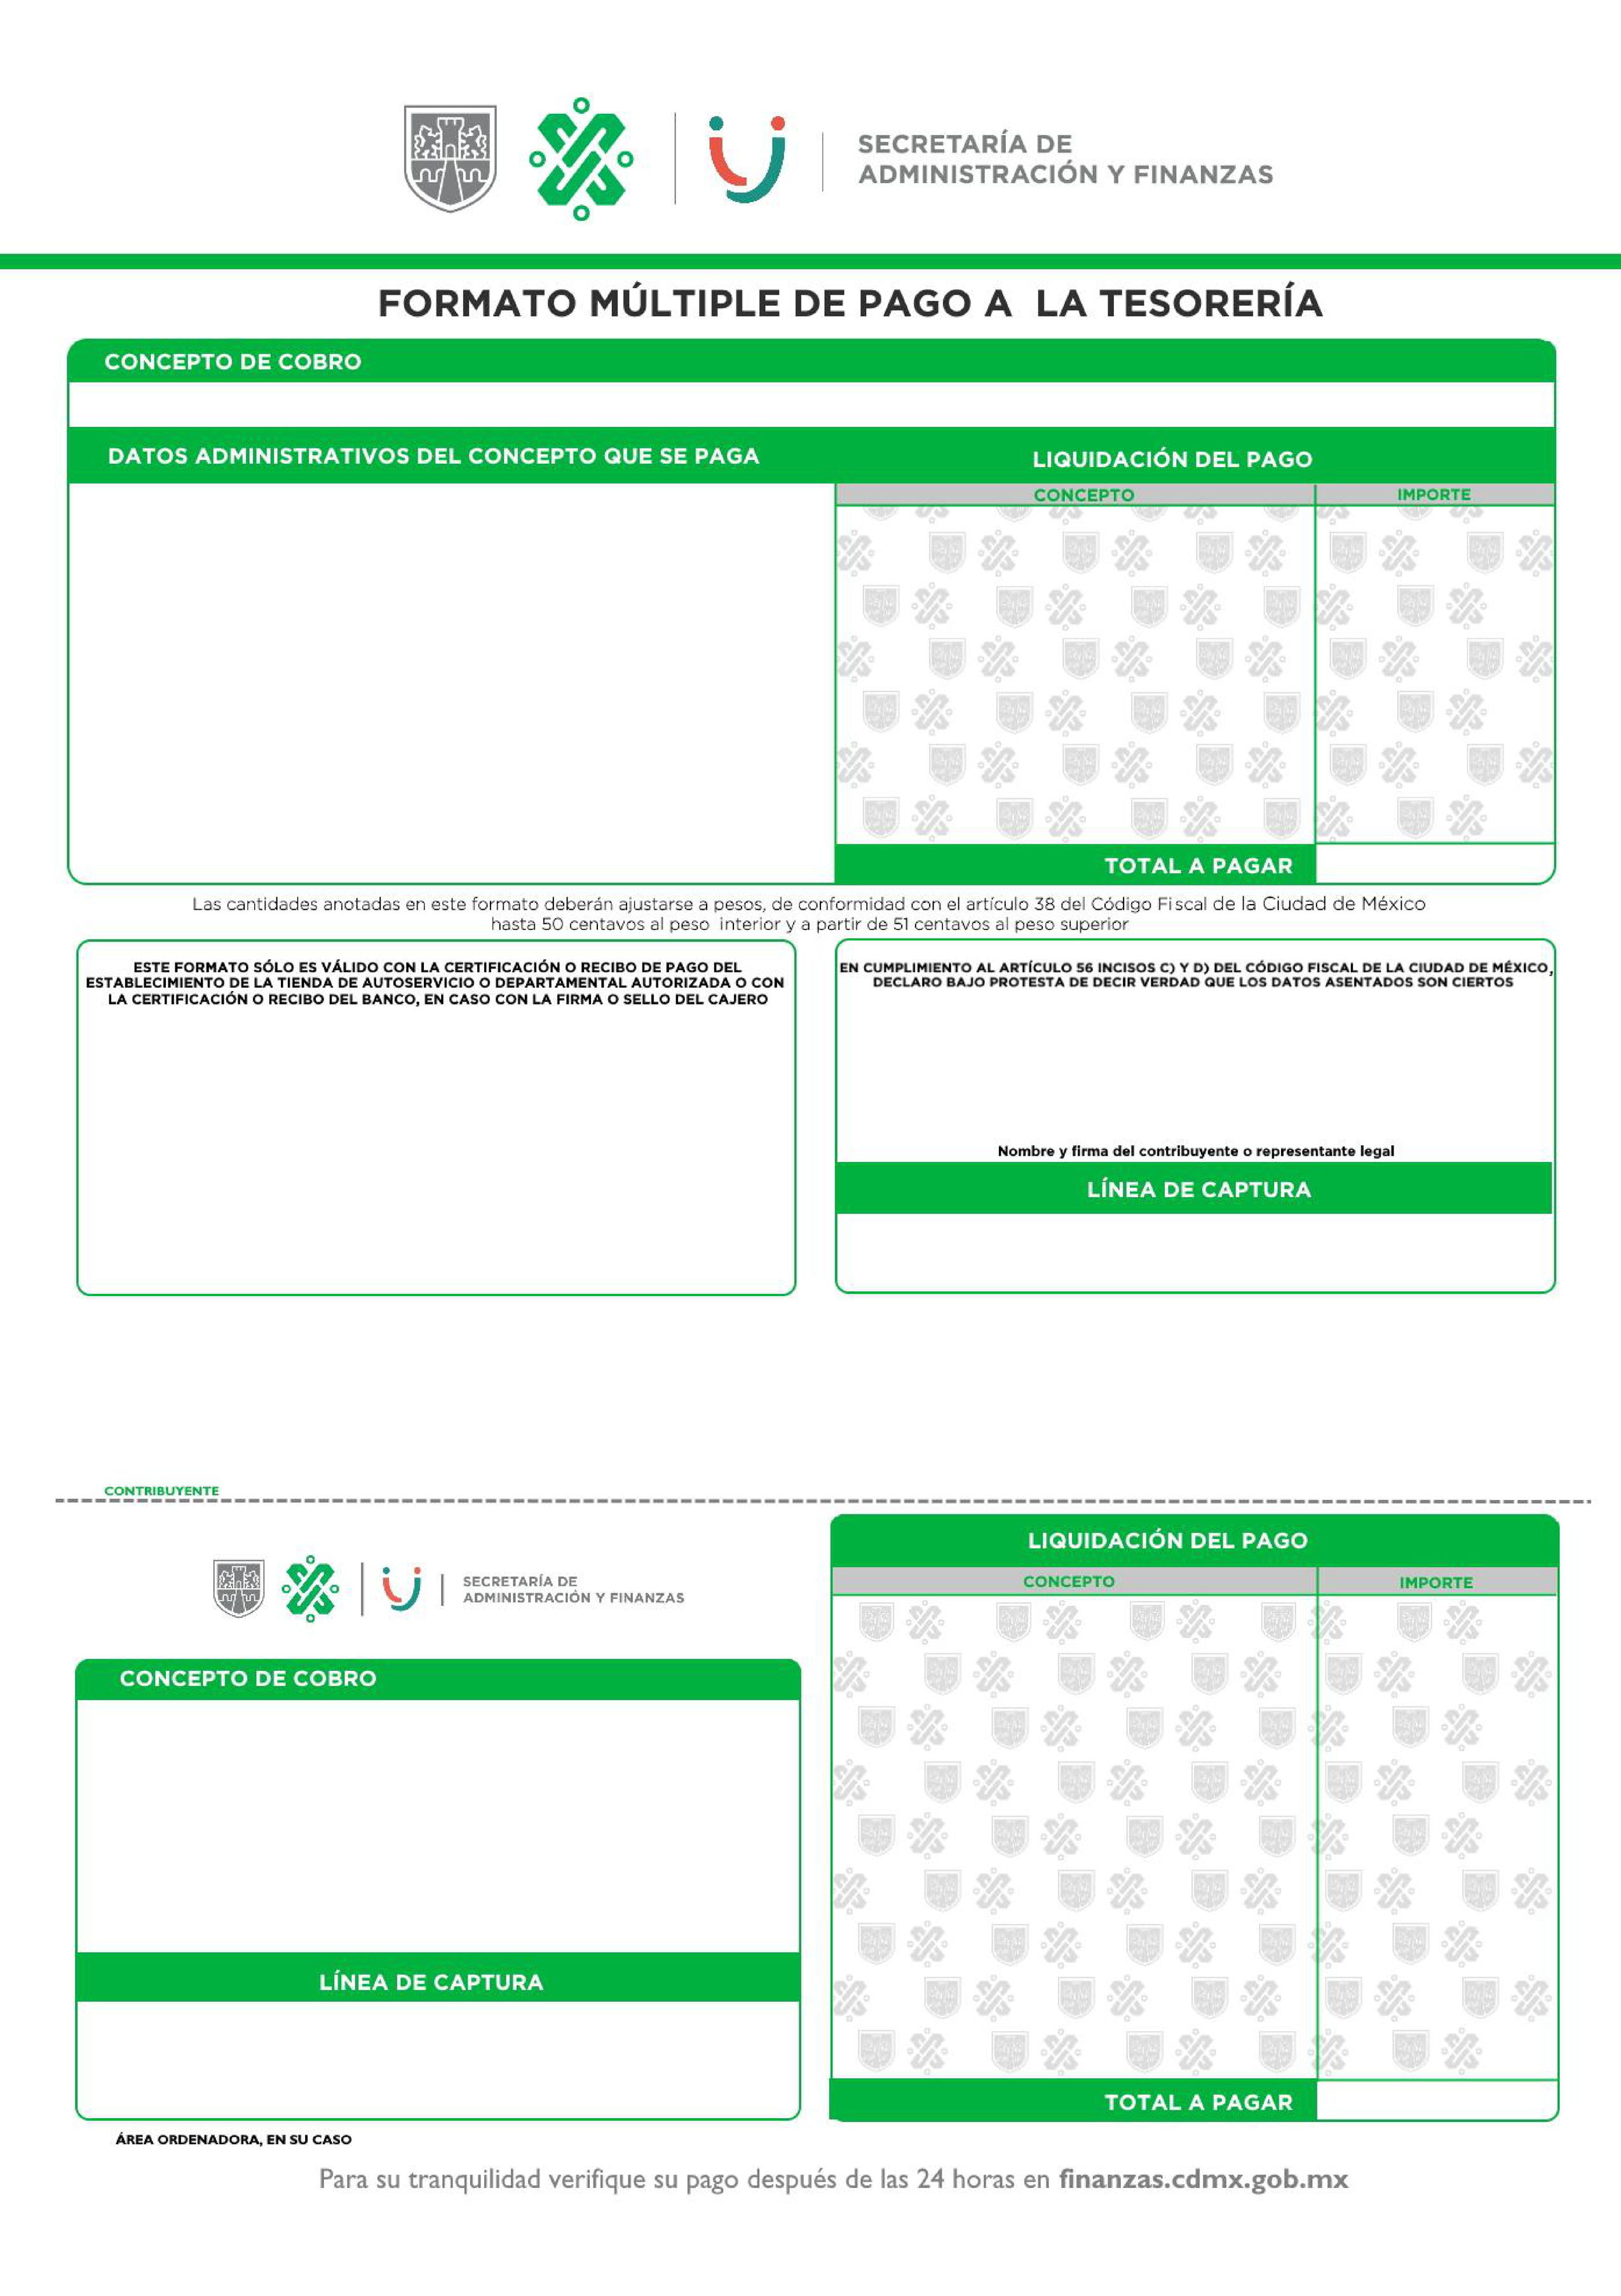 SECRETARÍA DE
ADMINISTRACIÓN Y FINANZAS
FORMATO MÚLTIPLE DE PAGO A LA TESORERÍA
CONCEPTO DE COBRO
DATOS ADMINISTRATIVOS DEL CONCEPTO QUE SE PAGA
LIQUIDACIÓN DEL PAGO
CONCEPTO
IMPORTE
TOTAL A PAGAR
Las cantidades anotadas en este formato deberán ajustarse a pesos, de conformidad con el artículo 38 del Código Fiscal de la Ciudad de México
hasta 50 centavos al peso interior y a partir de 51 centavos al peso superior
ESTE FORMATO SÓLO ES VÁLIDO CON LA CERTIFICACIÓN O RECIBO DE PAGO DEL
ESTABLECIMIENTO DE LA TIENDA DE AUTOSERVICIO O DEPARTAMENTAL AUTORIZADA O CON
LA CERTIFICACIÓN O RECIBO DEL BANCO, EN CASO CON LA FIRMA O SELLO DEL CAJERO
EN CUMPLIMIENTO AL ARTÍCULO 56 INCISOS C) Y D) DEL CÓDIGO FISCAL DE LA CIUDAD DE MÉXICO,
DECLARO BAJO PROTESTA DE DECIR VERDAD QUE LOS DATOS ASENTADOS SON CIERTOS
Nombre y firma del contribuyente o representante legal
LÍNEA DE CAPTURA
CONTRIBUYENTE
SECRETARÍA DE
ADMINISTRACIÓN Y FINANZAS
CONCEPTO DE COBRO
LÍNEA DE CAPTURA
LIQUIDACIÓN DEL PAGO
CONCEPTO
IMPORTE
TOTAL A PAGAR
ÁREA ORDENADORA, EN SU CASO
Para su tranquilidad verifique su pago después de las 24 horas en finanzas.cdmx.gob.mx